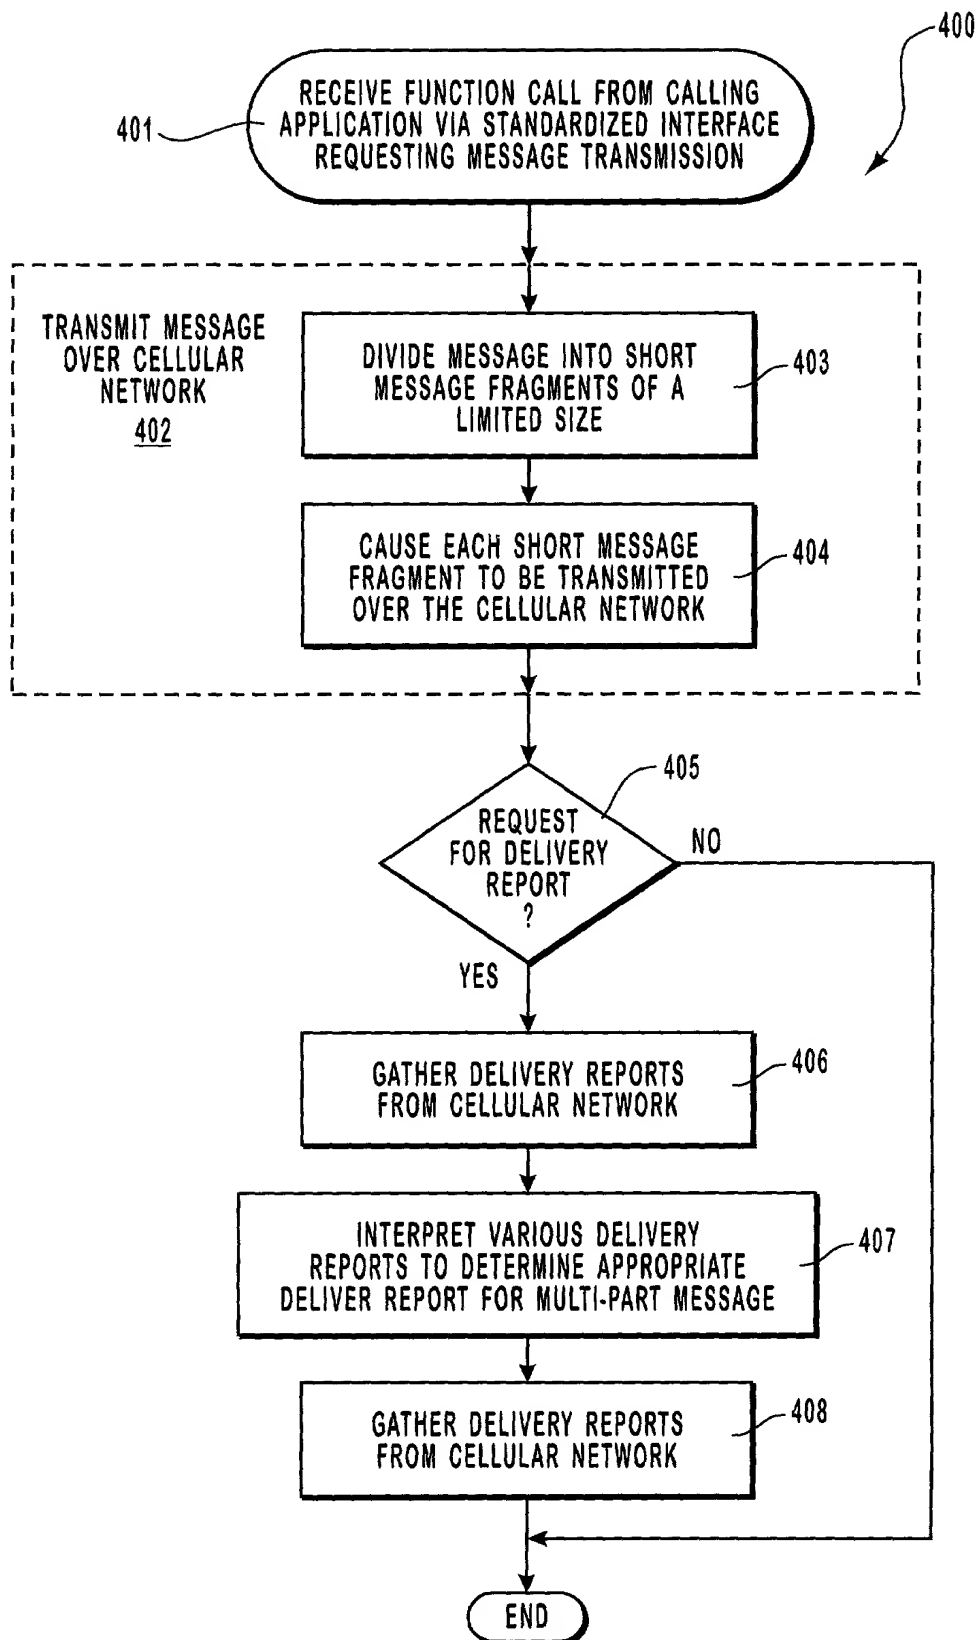 400
RECEIVE FUNCTION CALL FROM CALLING
APPLICATION VIA STANDARDIZED INTERFACE
REQUESTING MESSAGE TRANSMISSION
401
TRANSMIT MESSAGE
OVER CELLULAR
NETWORK
402
DIVIDE MESSAGE INTO SHORT
MESSAGE FRAGMENTS OF A
LIMITED SIZE
403
CAUSE EACH SHORT MESSAGE
FRAGMENT TO BE TRANSMITTED
OVER THE CELLULAR NETWORK
404
REQUEST
FOR DELIVERY
REPORT
?
405
NO
YES
GATHER DELIVERY REPORTS
FROM CELLULAR NETWORK
406
INTERPRET VARIOUS DELIVERY
REPORTS TO DETERMINE APPROPRIATE
DELIVER REPORT FOR MULTI-PART MESSAGE
407
GATHER DELIVERY REPORTS
FROM CELLULAR NETWORK
408
END